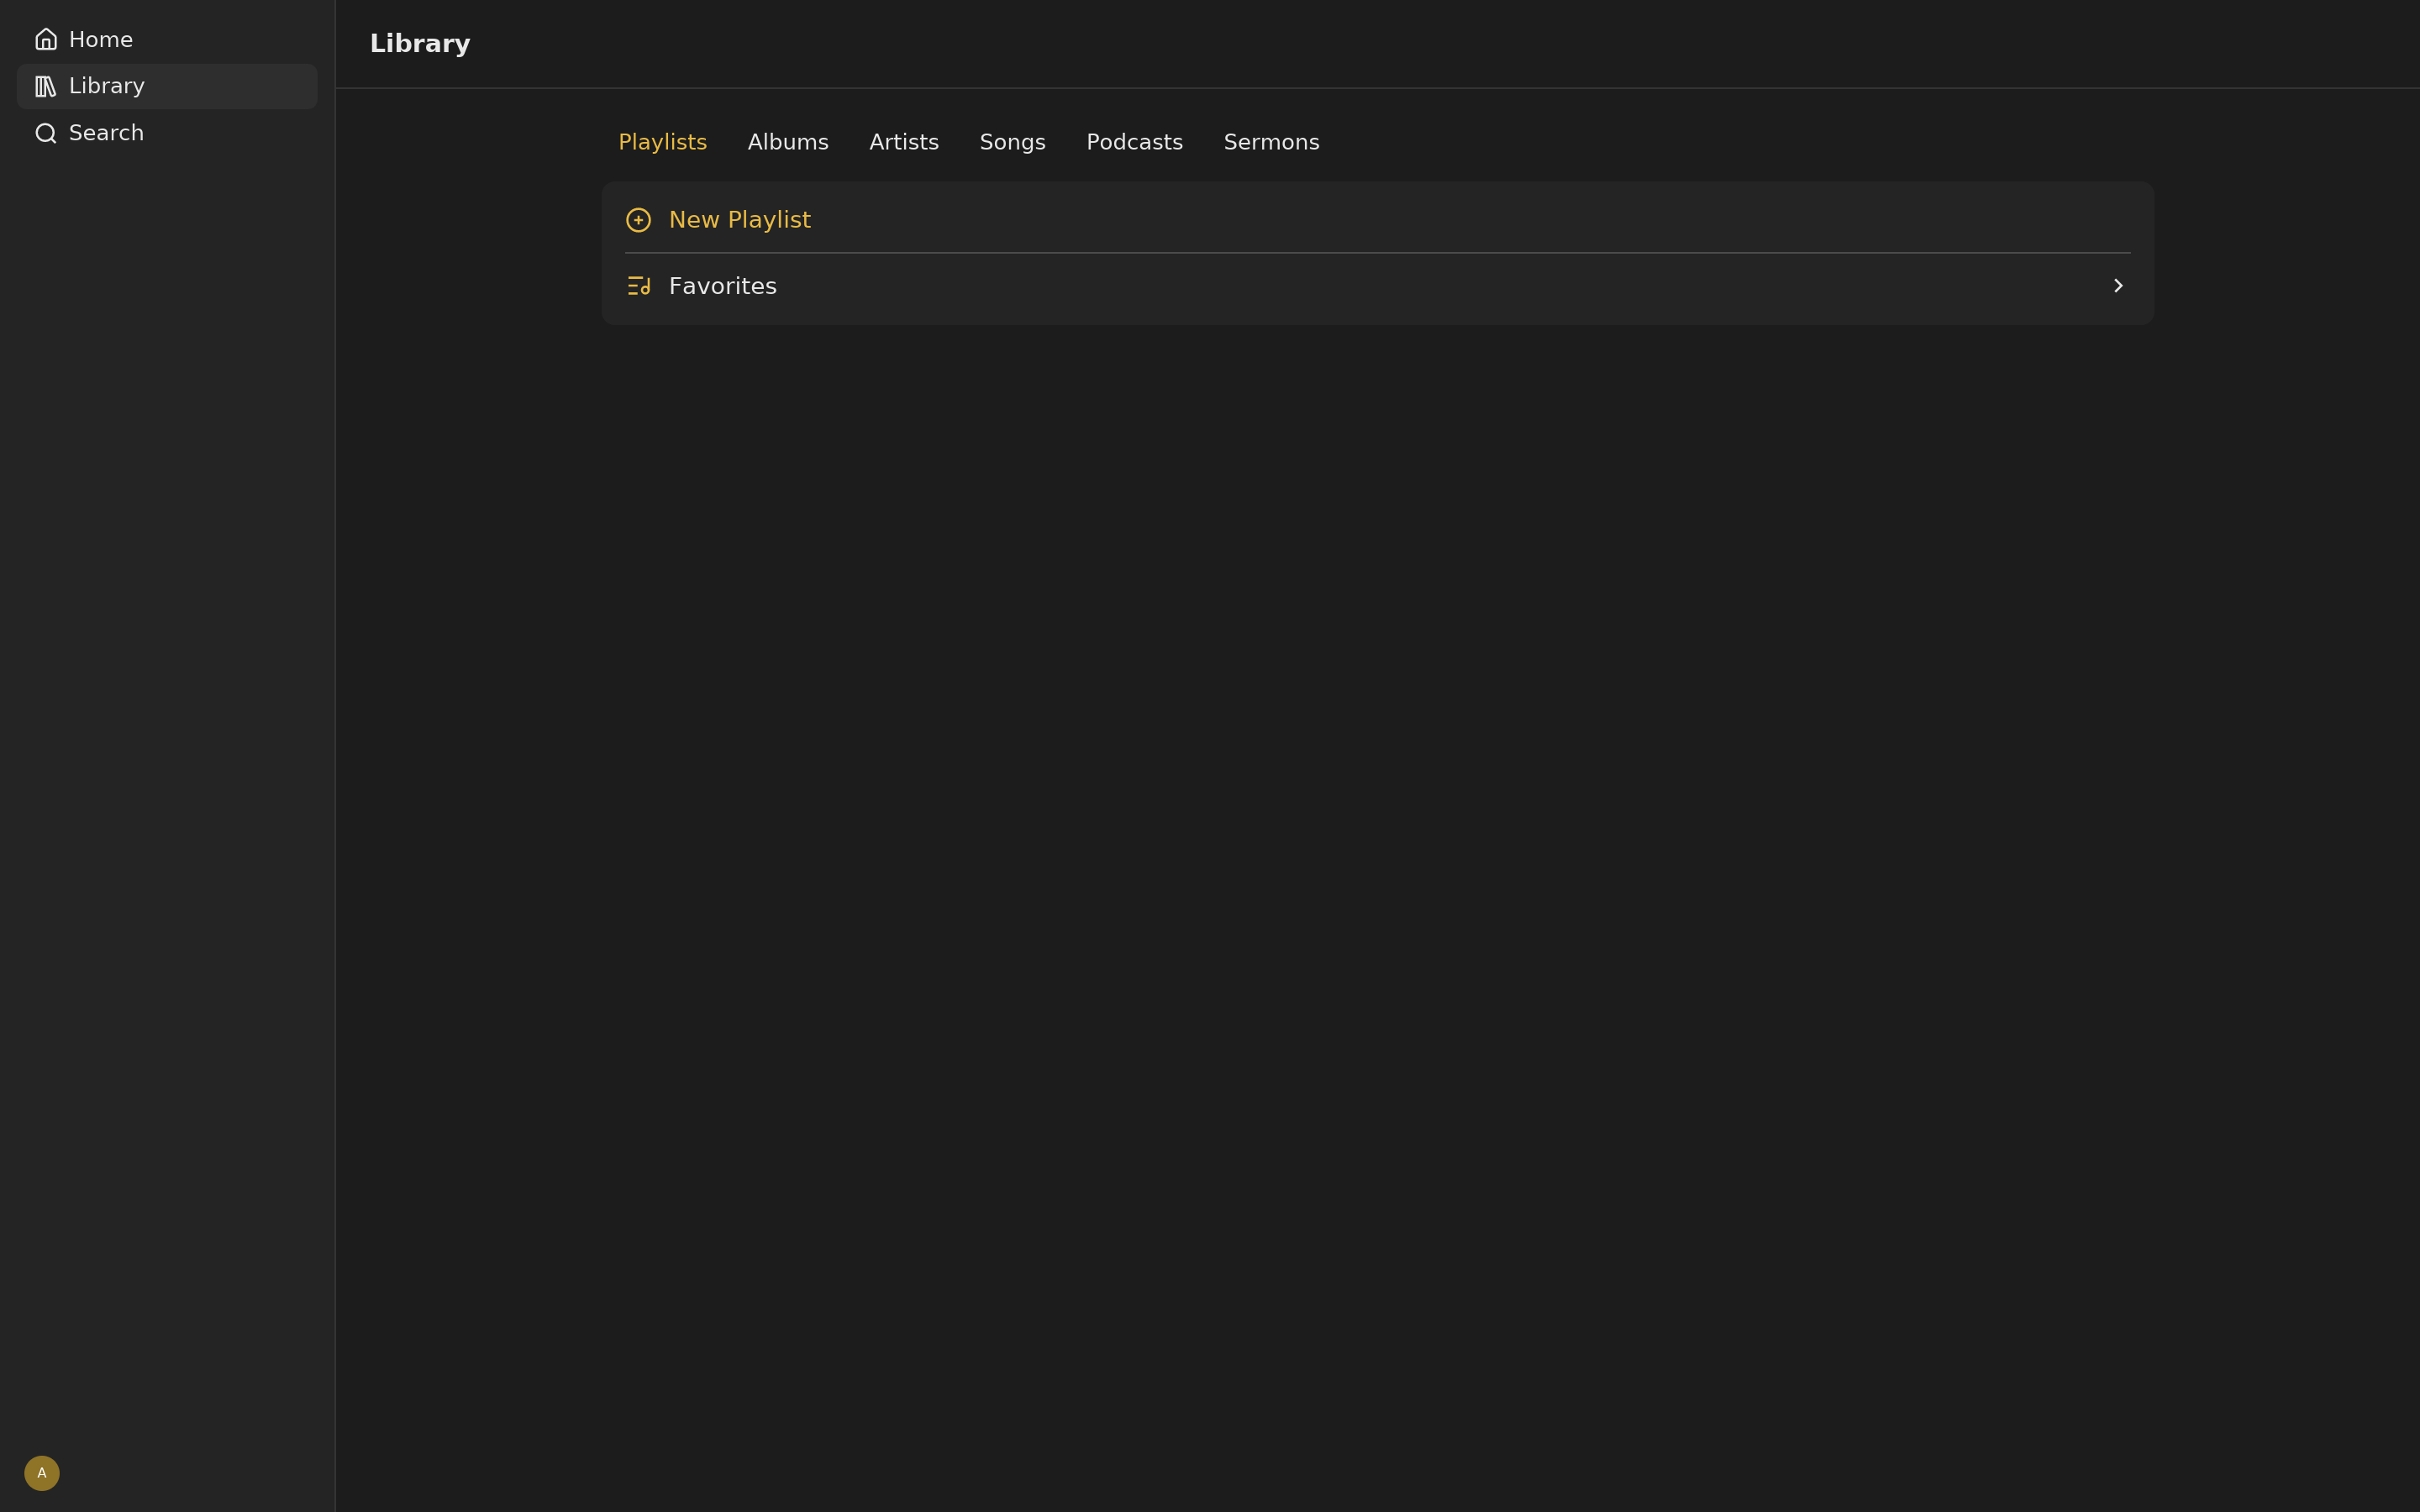 Home
Library
Search
Library
Playlists Albums Artists Songs Podcasts Sermons
New Playlist
Favorites
A